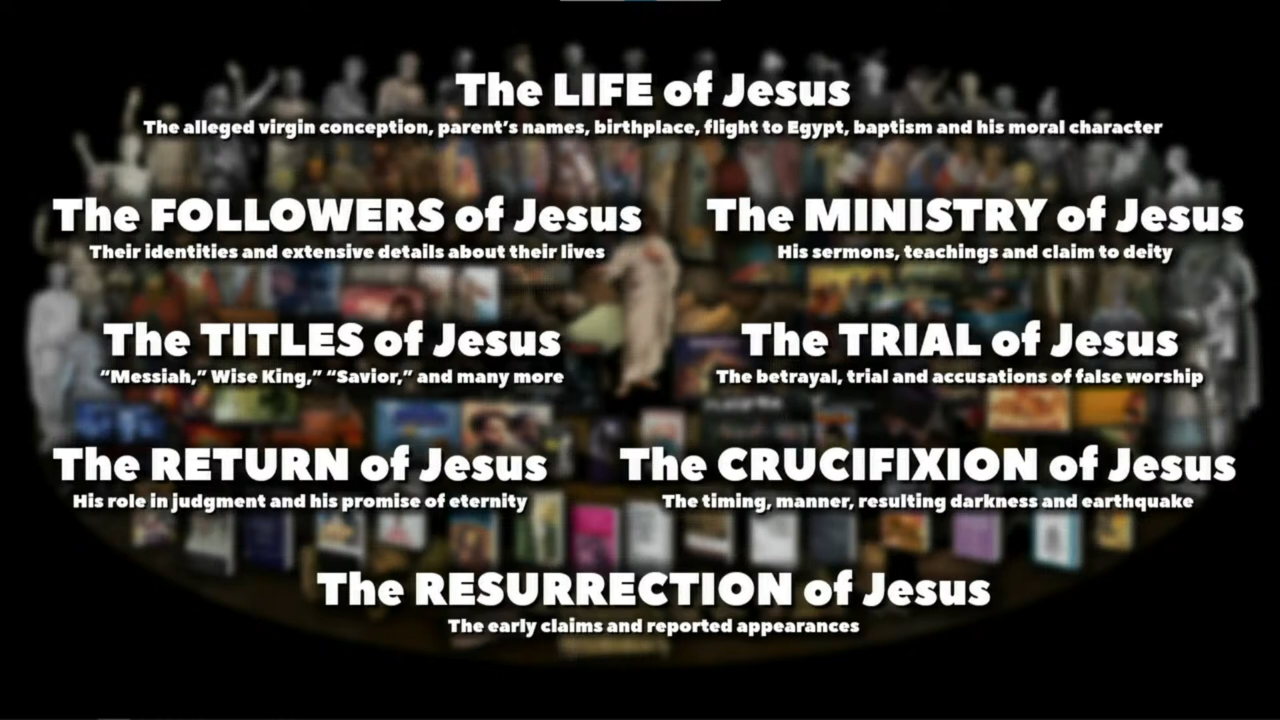 The LIFE of Jesus
The alleged virgin conception, parent's names, birthplace, flight to Egypt, baptism and his moral character
The FOLLOWERS of Jesus
Their identities and extensive details about their lives
The MINISTRY of Jesus
His sermons, teachings and claim to deity
The TITLES of Jesus
“Messiah,” Wise King,” “Savior,” and many more
The TRIAL of Jesus
The betrayal, trial and accusations of false worship
The RETURN of Jesus
His role in judgment and his promise of eternity
The CRUCIFIXION of Jesus
The timing, manner, resulting darkness and earthquake
The RESURRECTION of Jesus
The early claims and reported appearances